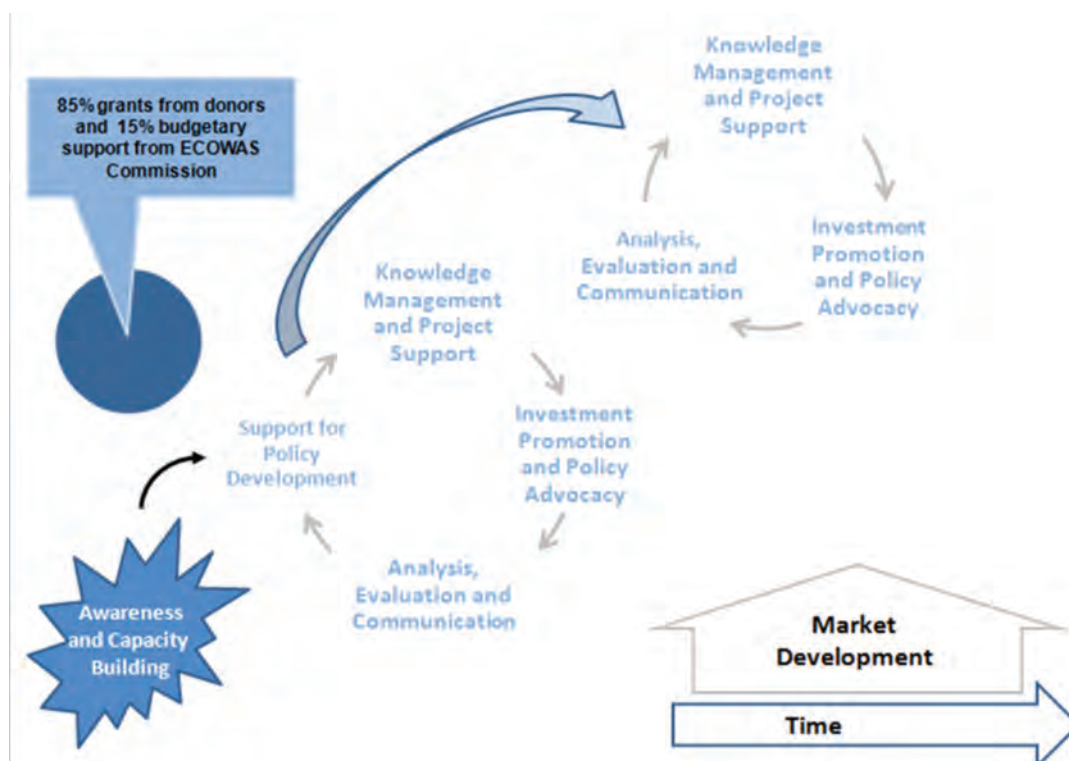 85% grants from donors
and 15% budgetary
support from ECOWAS
Commission
Knowledge
Management
and Project
Support
Analysis,
Evaluation and
Communication
Investment
Promotion
and Policy
Advocacy
Knowledge
Management
and Project
Support
Support for
Policy
Development
Investment
Promotion
and Policy
Advocacy
Analysis,
Evaluation and
Communication
Awareness
and Capacity
Building
Market
Development
Time